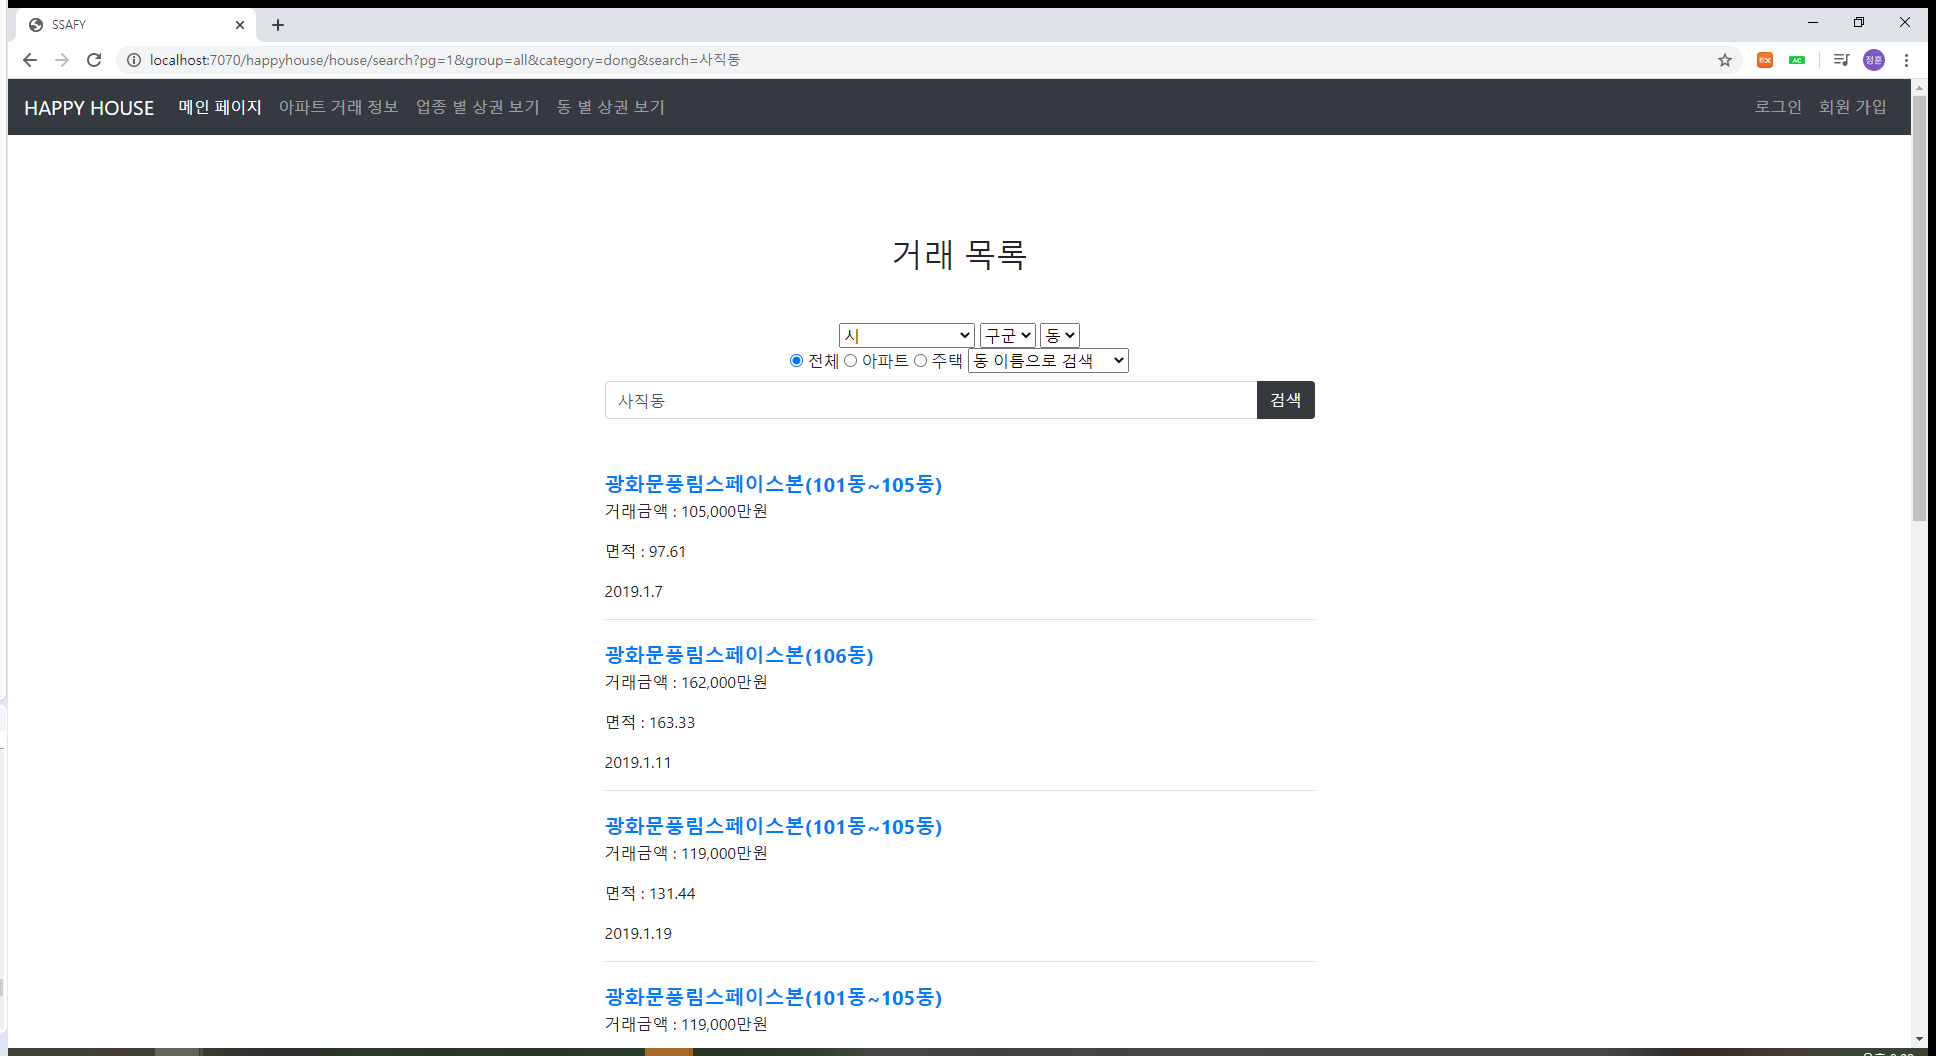 SSAFY
localhost:7070/happyhouse/house/search?pg=1&group=all&category=dong&search=사직동
AC
정훈
HAPPY HOUSE 메인 페이지 아파트 거래 정보 업종 별 상권 보기 동 별 상권 보기 로그인 회원 가입
거래 목록
시 구군 동
전체 아파트 주택 동 이름으로 검색
사직동 검색
광화문풍림스페이스본(101동~105동)
거래금액 : 105,000만원
면적 : 97.61
2019.1.7
광화문풍림스페이스본(106동)
거래금액 : 162,000만원
면적 : 163.33
2019.1.11
광화문풍림스페이스본(101동~105동)
거래금액 : 119,000만원
면적 : 131.44
2019.1.19
광화문풍림스페이스본(101동~105동)
거래금액 : 119,000만원